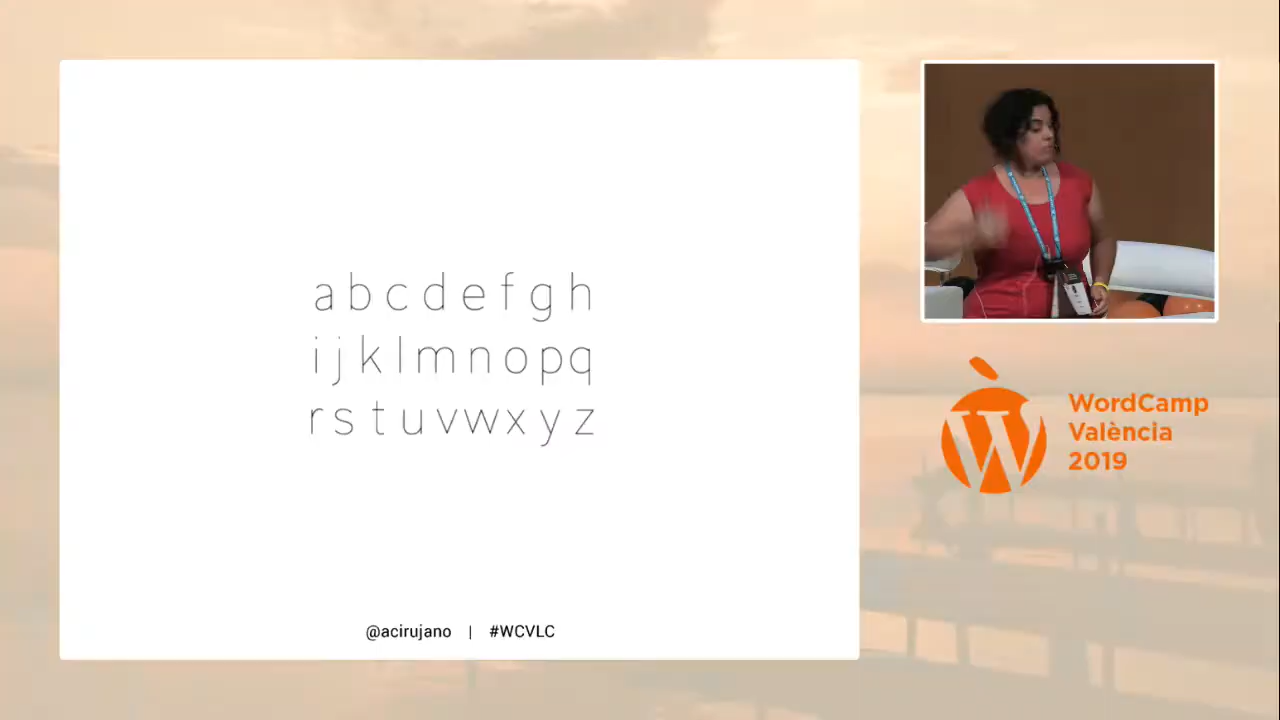 a b c d e f g h
i j k l m n o p q
r s t u v w x y z
@acirujano | #WCVLC
WordCamp
València
2019